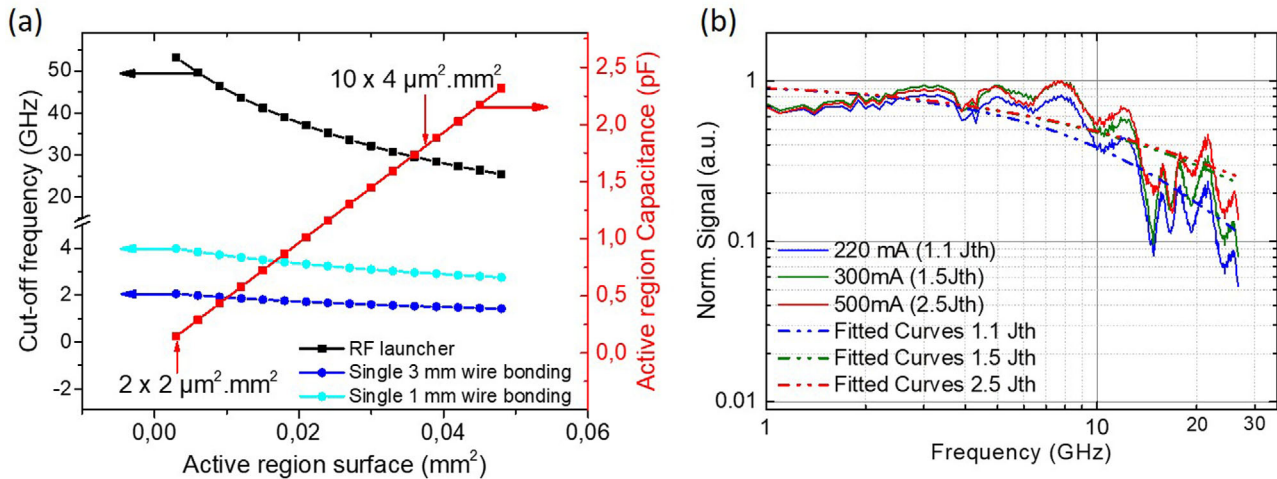 (a)
Cut-off frequency (GHz)
50
40
30
20
4
2
0
-2
10 x 4 µm².mm²
2 x 2 µm².mm²
RF launcher
Single 3 mm wire bonding
Single 1 mm wire bonding
0,00
0,02
0,04
0,06
Active region surface (mm²)
2,5
2,0
1,5
1,0
0,5
0,0
Active region Capacitance (pF)
(b)
Norm. Signal (a.u.)
1
0.1
0.01
220 mA (1.1 Jth)
300mA (1.5Jth)
500mA (2.5Jth)
Fitted Curves 1.1 Jth
Fitted Curves 1.5 Jth
Fitted Curves 2.5 Jth
1
10
20
30
Frequency (GHz)